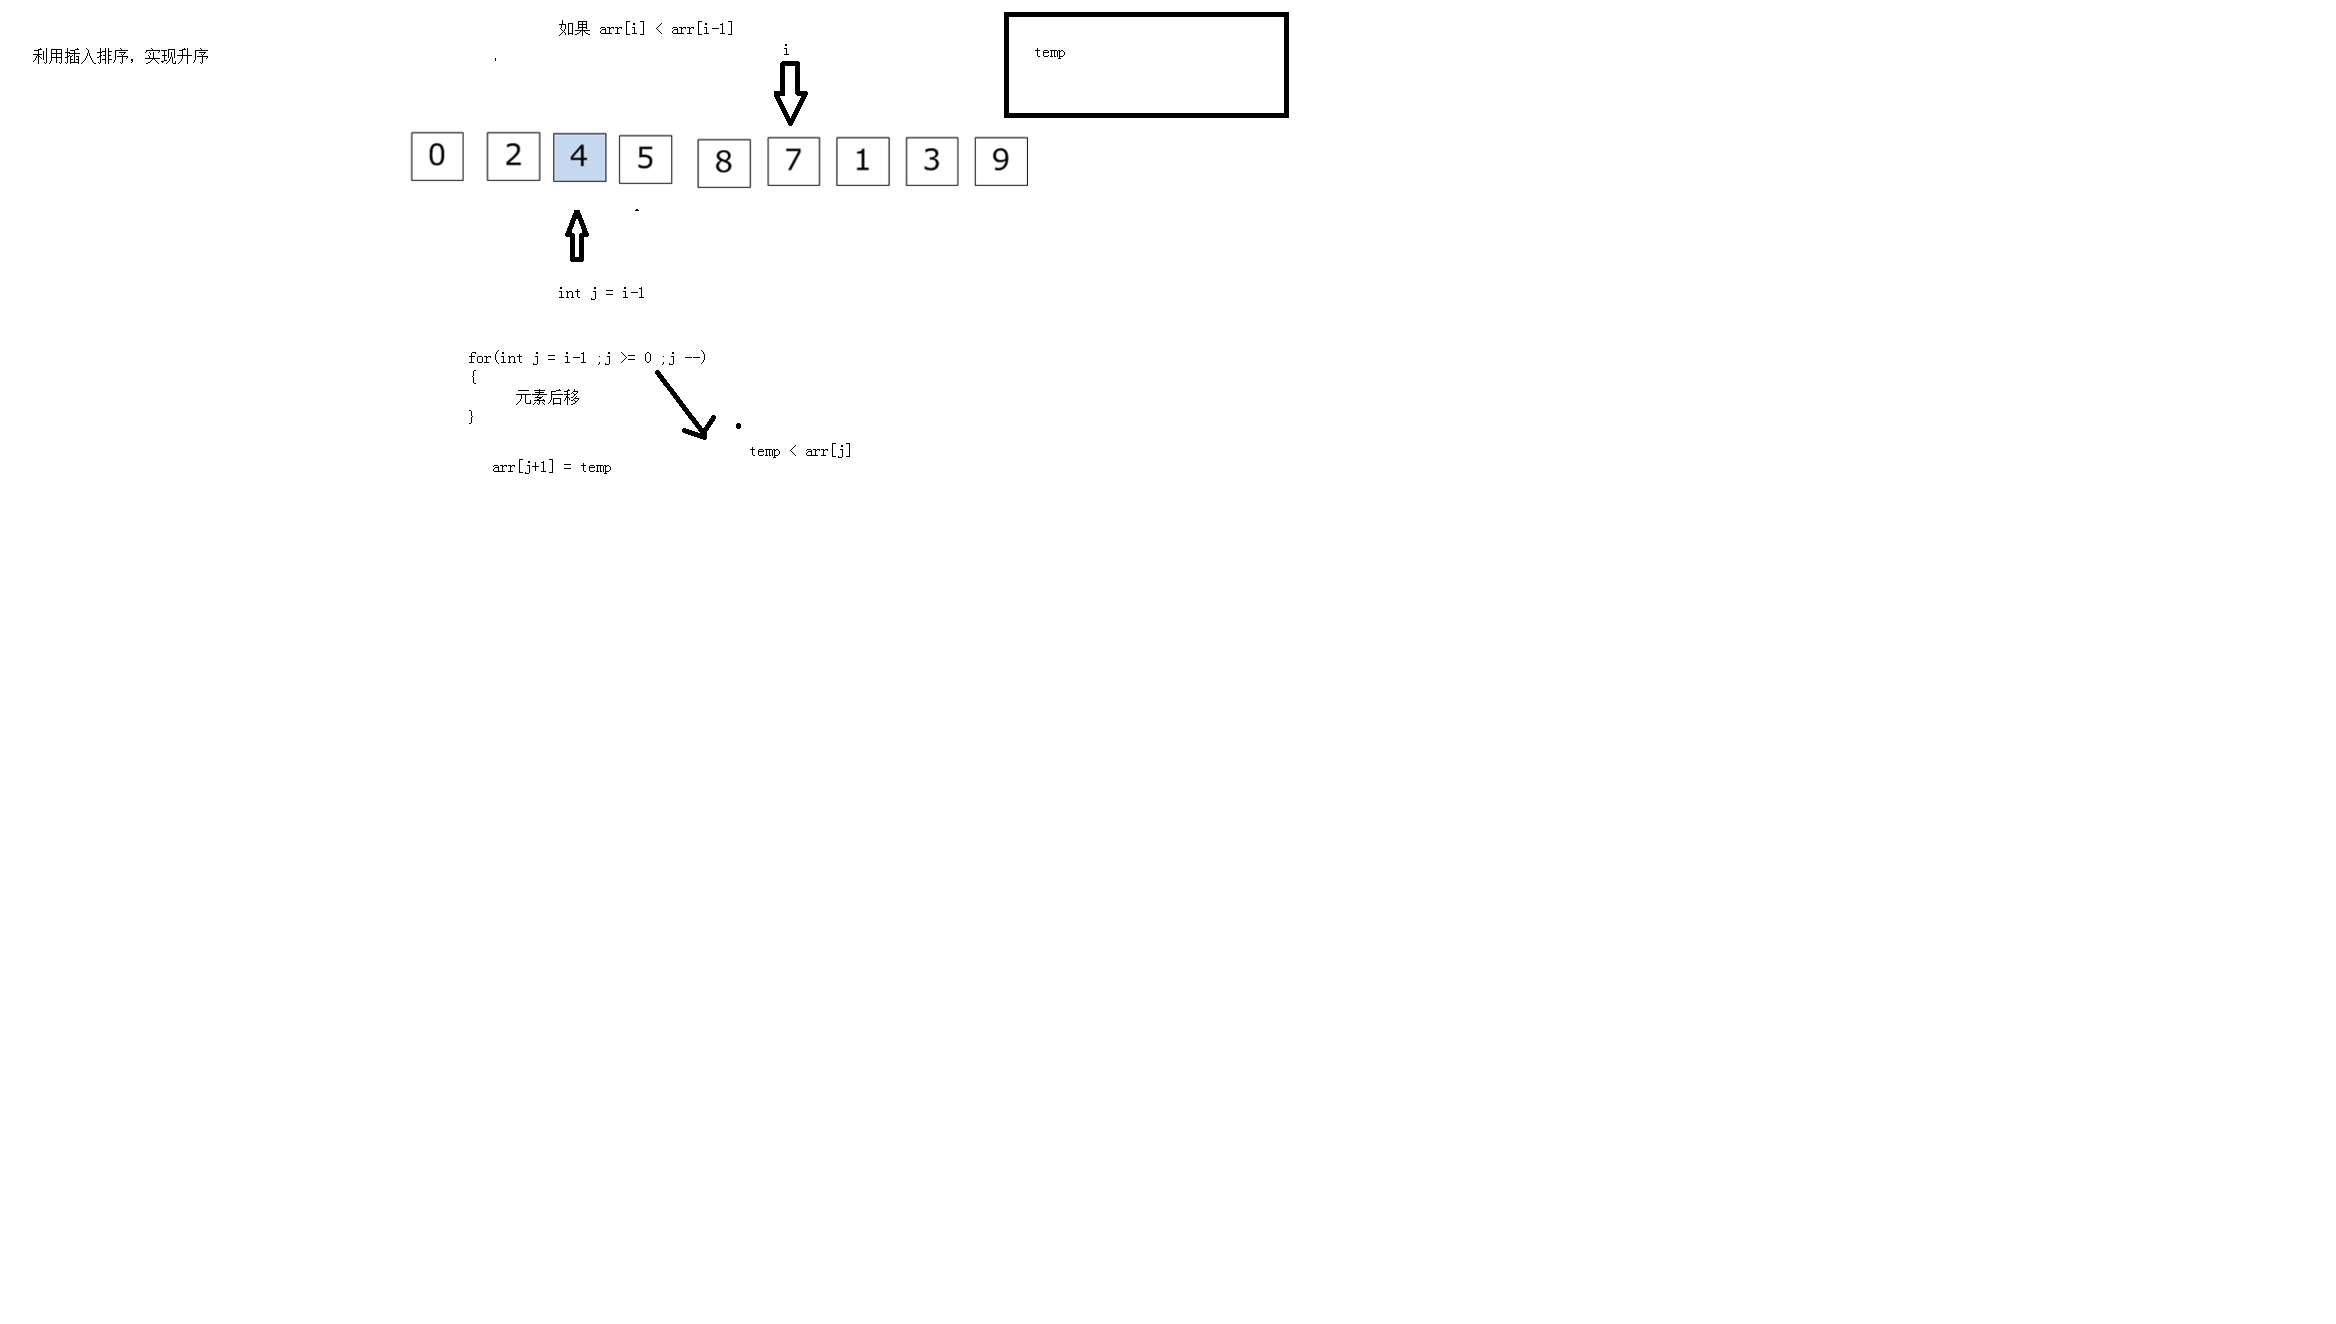 如果 arr[i] < arr[i-1]
利用插入排序，实现升序
i
temp
0 2 4 5 8 7 1 3 9
int j = i-1
for(int j = i-1 ;j >= 0 ;j --)
{
元素后移
}
temp < arr[j]
arr[j+1] = temp